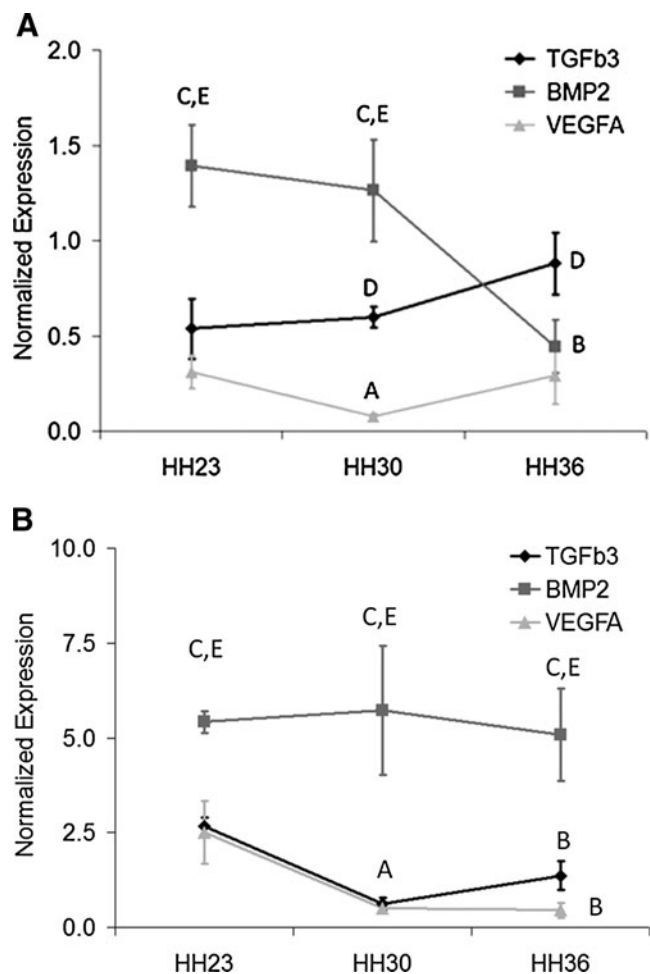 A
2.0
1.5
1.0
0.5
0.0
Normalized Expression
TGFb3
BMP2
VEGFA
C,E
C,E
D
D
B
A
HH23
HH30
HH36
B
10.0
7.5
5.0
2.5
0.0
Normalized Expression
TGFb3
BMP2
VEGFA
C,E
C,E
C,E
A
B
B
HH23
HH30
HH36